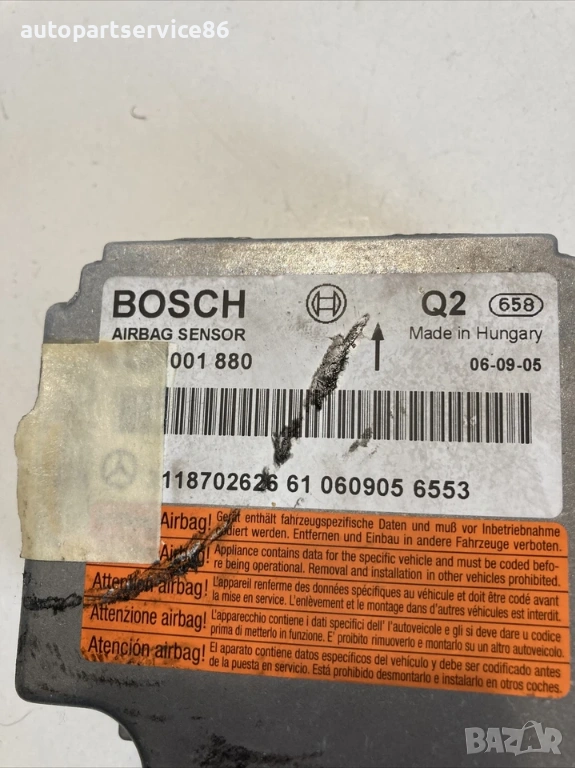 autopartservice86
BOSCH
Q2 658
AIRBAG SENSOR
Made in Hungary
001 880
06-09-05
118702626 61 060905 6553
Airbag! Gerät enthält fahrzeugspezifische Daten und muß vor Inbetriebnahme
codiert werden. Entfernen und Einbau in andere Fahrzeuge verboten.
Airbag! Appliance contains data for the specific vehicle and must be coded befo-
re being operational. Removal and installation in other vehicles prohibited.
Attention airbag! L'appareil renferme des données spécifiques au véhicule et doit être codé avant
la mise en service. L'enlèvement et le montage dans d'autres véhicules est interdit.
Attenzione airbag! L'apparecchio contiene i dati specifici dell' l'autoveicolo e gli si deve dare u codice
prima di metterlo in funzione. E' proibito rimuoverlo e montarlo su un altro autoveicolo.
Atención airbag! El aparato contiene datos especificos del vehículo y debe ser codificado antes
de la puesta en servicio. Está prohibido desmontarlo e instalarlo en otros coches.
BAZAR